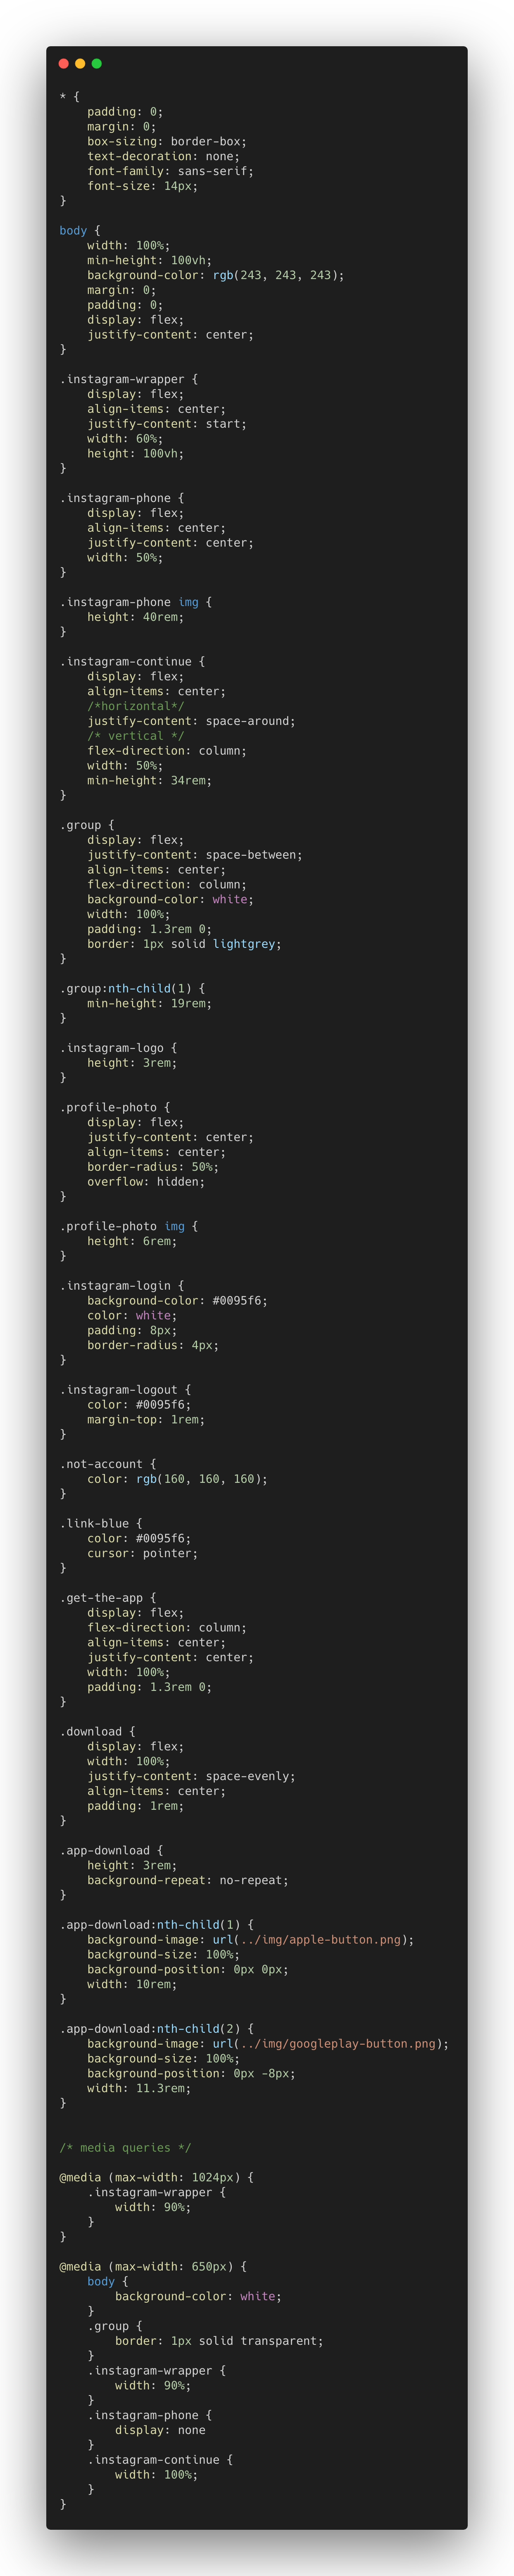 * {
    padding: 0;
    margin: 0;
    box-sizing: border-box;
    text-decoration: none;
    font-family: sans-serif;
    font-size: 14px;
}

body {
    width: 100%;
    min-height: 100vh;
    background-color: rgb(243, 243, 243);
    margin: 0;
    padding: 0;
    display: flex;
    justify-content: center;
}

.instagram-wrapper {
    display: flex;
    align-items: center;
    justify-content: start;
    width: 60%;
    height: 100vh;
}

.instagram-phone {
    display: flex;
    align-items: center;
    justify-content: center;
    width: 50%;
}

.instagram-phone img {
    height: 40rem;
}

.instagram-continue {
    display: flex;
    align-items: center;
    /*horizontal*/
    justify-content: space-around;
    /* vertical */
    flex-direction: column;
    width: 50%;
    min-height: 34rem;
}

.group {
    display: flex;
    justify-content: space-between;
    align-items: center;
    flex-direction: column;
    background-color: white;
    width: 100%;
    padding: 1.3rem 0;
    border: 1px solid lightgrey;
}

.group:nth-child(1) {
    min-height: 19rem;
}

.instagram-logo {
    height: 3rem;
}

.profile-photo {
    display: flex;
    justify-content: center;
    align-items: center;
    border-radius: 50%;
    overflow: hidden;
}

.profile-photo img {
    height: 6rem;
}

.instagram-login {
    background-color: #0095f6;
    color: white;
    padding: 8px;
    border-radius: 4px;
}

.instagram-logout {
    color: #0095f6;
    margin-top: 1rem;
}

.not-account {
    color: rgb(160, 160, 160);
}

.link-blue {
    color: #0095f6;
    cursor: pointer;
}

.get-the-app {
    display: flex;
    flex-direction: column;
    align-items: center;
    justify-content: center;
    width: 100%;
    padding: 1.3rem 0;
}

.download {
    display: flex;
    width: 100%;
    justify-content: space-evenly;
    align-items: center;
    padding: 1rem;
}

.app-download {
    height: 3rem;
    background-repeat: no-repeat;
}

.app-download:nth-child(1) {
    background-image: url(../img/apple-button.png);
    background-size: 100%;
    background-position: 0px 0px;
    width: 10rem;
}

.app-download:nth-child(2) {
    background-image: url(../img/googleplay-button.png);
    background-size: 100%;
    background-position: 0px -8px;
    width: 11.3rem;
}


/* media queries */

@media (max-width: 1024px) {
    .instagram-wrapper {
        width: 90%;
    }
}

@media (max-width: 650px) {
    body {
        background-color: white;
    }
    .group {
        border: 1px solid transparent;
    }
    .instagram-wrapper {
        width: 90%;
    }
    .instagram-phone {
        display: none
    }
    .instagram-continue {
        width: 100%;
    }
}